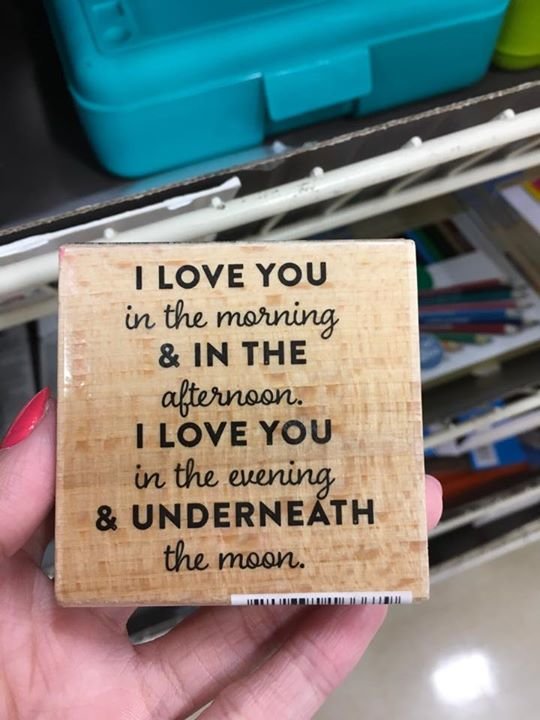 I LOVE YOU
in the morning
& IN THE
afternoon.
I LOVE YOU
in the evening
& UNDERNEATH
the moon.